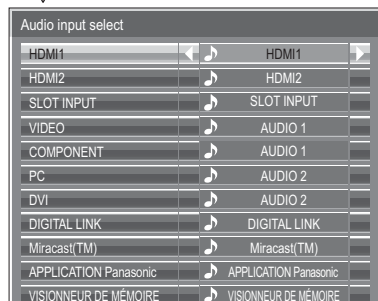 Audio input select
HDMI1 HDMI1
HDMI2 HDMI2
SLOT INPUT SLOT INPUT
VIDEO AUDIO 1
COMPONENT AUDIO 1
PC AUDIO 2
DVI AUDIO 2
DIGITAL LINK DIGITAL LINK
Miracast(TM) Miracast(TM)
APPLICATION Panasonic APPLICATION Panasonic
VISIONNEUR DE MÉMOIRE VISIONNEUR DE MÉMOIRE